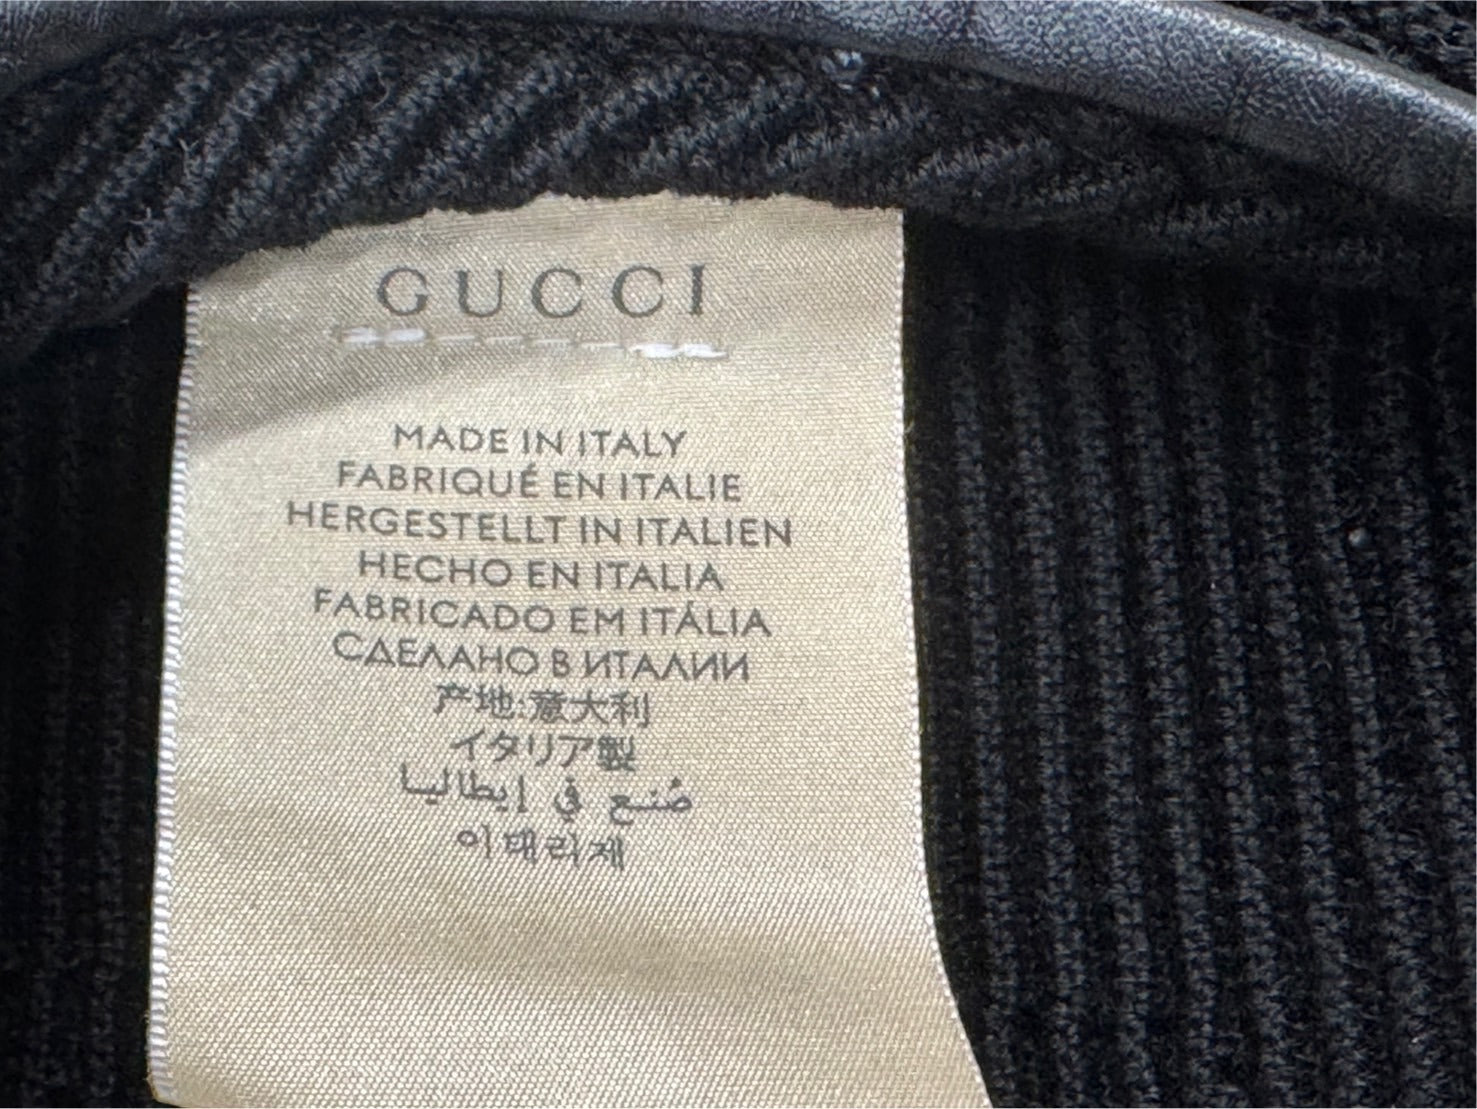 GUCCI
MADE IN ITALY
FABRIQUÉ EN ITALIE
HERGESTELLT IN ITALIEN
HECHO EN ITALIA
FABRICADO EM ITÁLIA
СДЕЛАНО В ИТАЛИИ
产地:意大利
イタリア製
صُنع في إيطاليا
이태리제